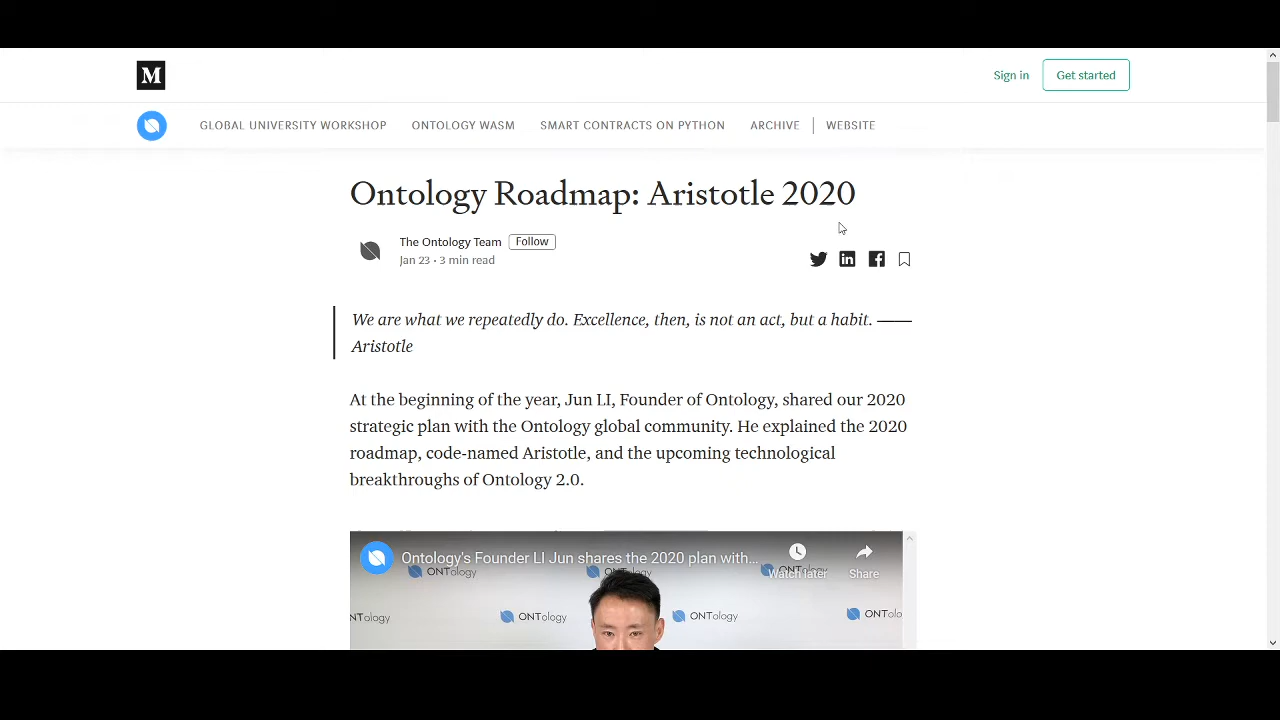 M
Sign in
Get started
GLOBAL UNIVERSITY WORKSHOP
ONTOLOGY WASM
SMART CONTRACTS ON PYTHON
ARCHIVE
WEBSITE
Ontology Roadmap: Aristotle 2020
The Ontology Team
Follow
Jan 23 · 3 min read
We are what we repeatedly do. Excellence, then, is not an act, but a habit. ——
Aristotle
At the beginning of the year, Jun LI, Founder of Ontology, shared our 2020
strategic plan with the Ontology global community. He explained the 2020
roadmap, code-named Aristotle, and the upcoming technological
breakthroughs of Ontology 2.0.
Ontology's Founder LI Jun shares the 2020 plan with...
Watch later
Share
ONTology
ONTology
ONTology
NTology
ONTology
ONTology
ONTolo